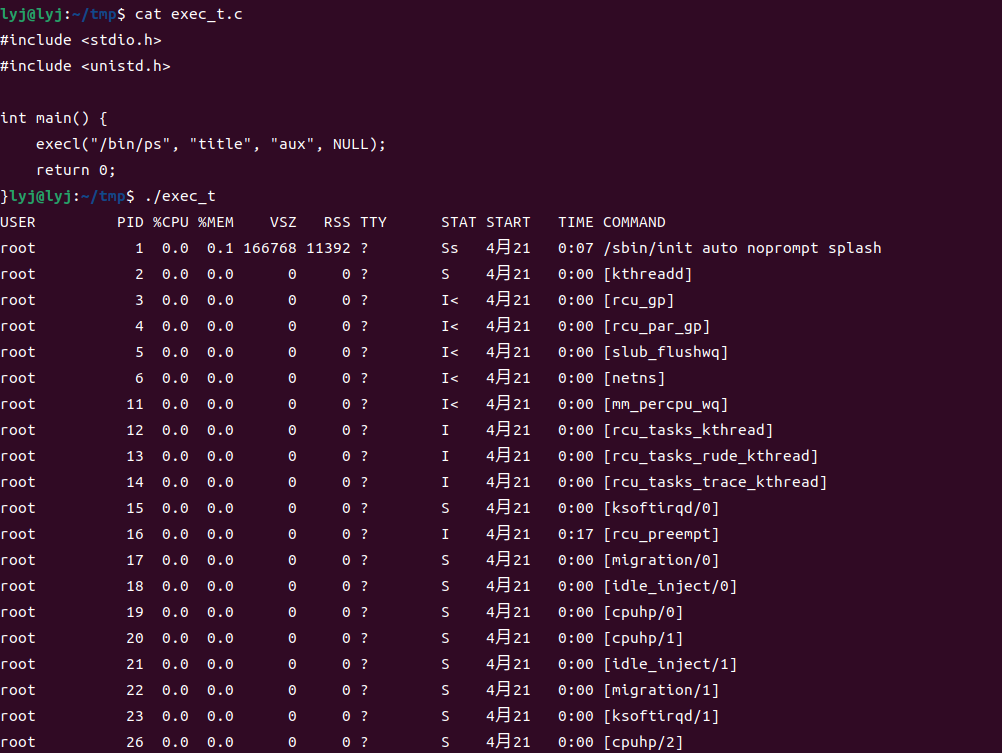 lyj@lyj:~/tmp$ cat exec_t.c
#include <stdio.h>
#include <unistd.h>

int main() {
    execl("/bin/ps", "title", "aux", NULL);
    return 0;
}lyj@lyj:~/tmp$ ./exec_t
USER         PID %CPU %MEM    VSZ   RSS TTY      STAT START   TIME COMMAND
root           1  0.0  0.1 166768 11392 ?        Ss   4月21   0:07 /sbin/init auto noprompt splash
root           2  0.0  0.0      0     0 ?        S    4月21   0:00 [kthreadd]
root           3  0.0  0.0      0     0 ?        I<   4月21   0:00 [rcu_gp]
root           4  0.0  0.0      0     0 ?        I<   4月21   0:00 [rcu_par_gp]
root           5  0.0  0.0      0     0 ?        I<   4月21   0:00 [slub_flushwq]
root           6  0.0  0.0      0     0 ?        I<   4月21   0:00 [netns]
root          11  0.0  0.0      0     0 ?        I<   4月21   0:00 [mm_percpu_wq]
root          12  0.0  0.0      0     0 ?        I    4月21   0:00 [rcu_tasks_kthread]
root          13  0.0  0.0      0     0 ?        I    4月21   0:00 [rcu_tasks_rude_kthread]
root          14  0.0  0.0      0     0 ?        I    4月21   0:00 [rcu_tasks_trace_kthread]
root          15  0.0  0.0      0     0 ?        S    4月21   0:00 [ksoftirqd/0]
root          16  0.0  0.0      0     0 ?        I    4月21   0:17 [rcu_preempt]
root          17  0.0  0.0      0     0 ?        S    4月21   0:00 [migration/0]
root          18  0.0  0.0      0     0 ?        S    4月21   0:00 [idle_inject/0]
root          19  0.0  0.0      0     0 ?        S    4月21   0:00 [cpuhp/0]
root          20  0.0  0.0      0     0 ?        S    4月21   0:00 [cpuhp/1]
root          21  0.0  0.0      0     0 ?        S    4月21   0:00 [idle_inject/1]
root          22  0.0  0.0      0     0 ?        S    4月21   0:00 [migration/1]
root          23  0.0  0.0      0     0 ?        S    4月21   0:00 [ksoftirqd/1]
root          26  0.0  0.0      0     0 ?        S    4月21   0:00 [cpuhp/2]